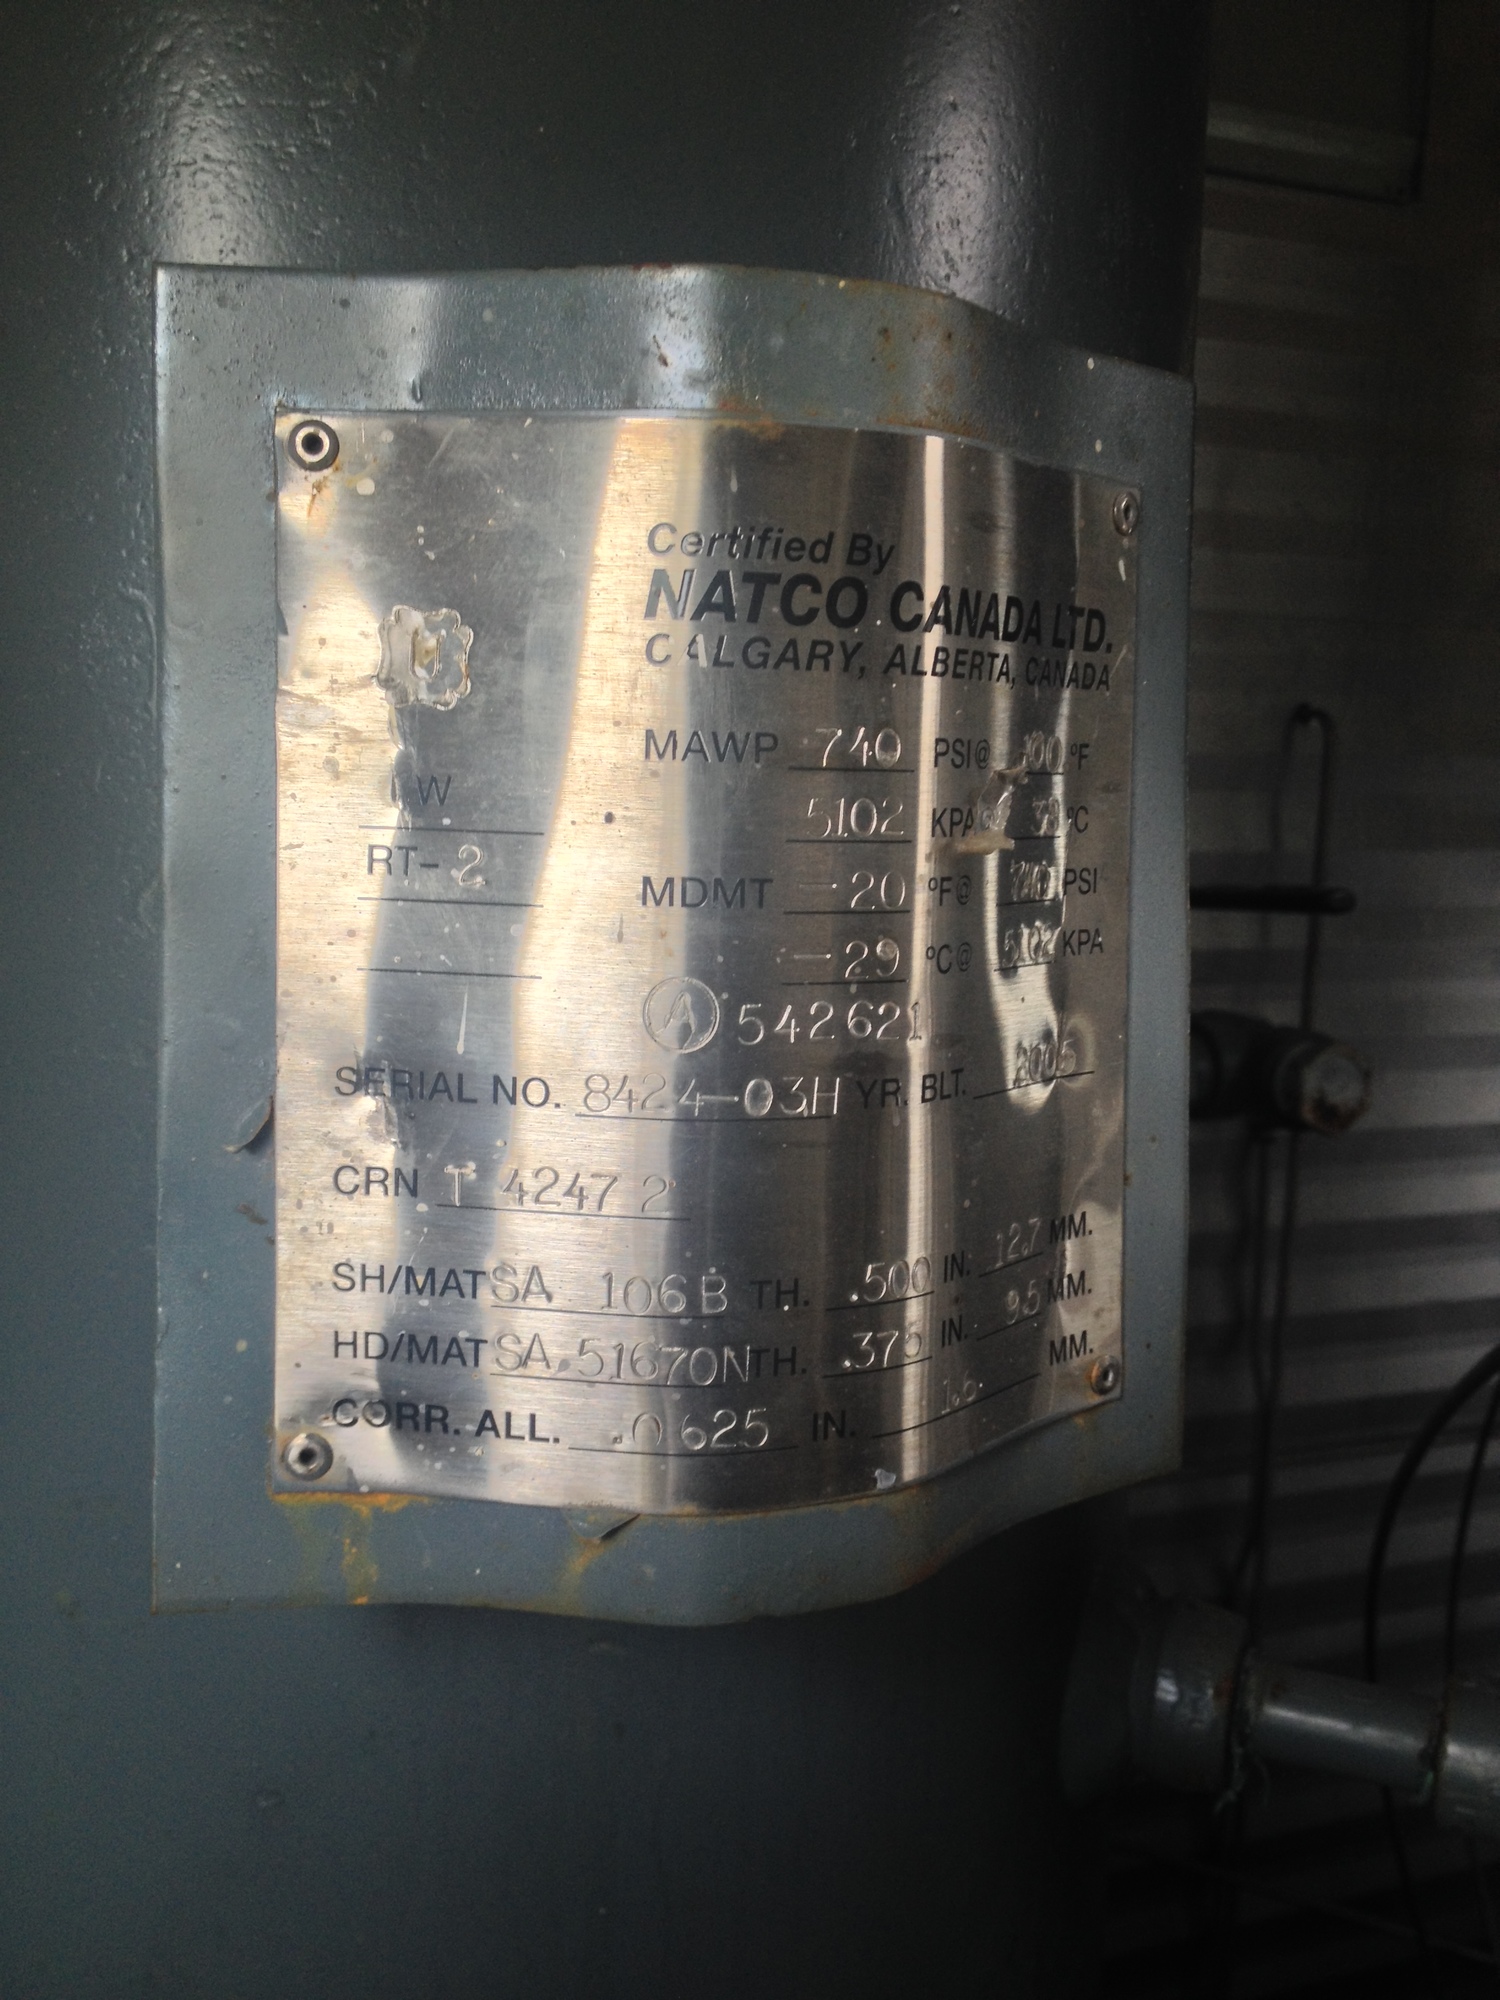 Certified By
NATCO CANADA LTD.
CALGARY, ALBERTA, CANADA
MAWP 740 PSI@ 100 °F
5102 KPA@ 38 °C
W
RT- 2
MDMT -20 °F@ 740 PSI
-29 °C@ 5102 KPA
A 542621
SERIAL NO. 8424-03H YR. BLT. 2005
CRN T 4247 2
SH/MAT SA 106B TH. .500 IN. 12.7 MM.
HD/MAT SA.51670N TH. .375 IN. 9.5 MM.
CORR. ALL. .0625 IN. 1.6 MM.